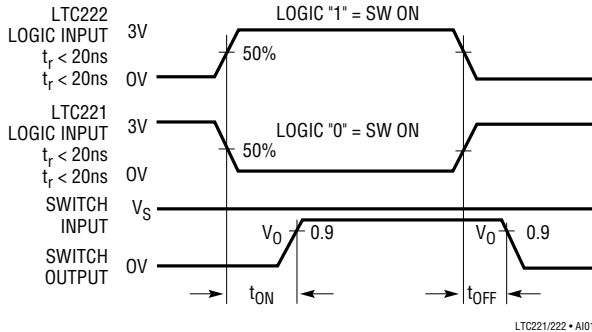 LTC222
LOGIC INPUT
tr < 20ns
tr < 20ns
3V
0V
LOGIC "1" = SW ON
50%
LTC221
LOGIC INPUT
tr < 20ns
tr < 20ns
3V
0V
LOGIC "0" = SW ON
50%
SWITCH
INPUT
VS
SWITCH
OUTPUT
0V
VO 0.9
VO 0.9
tON
tOFF
LTC221/222 • AI01